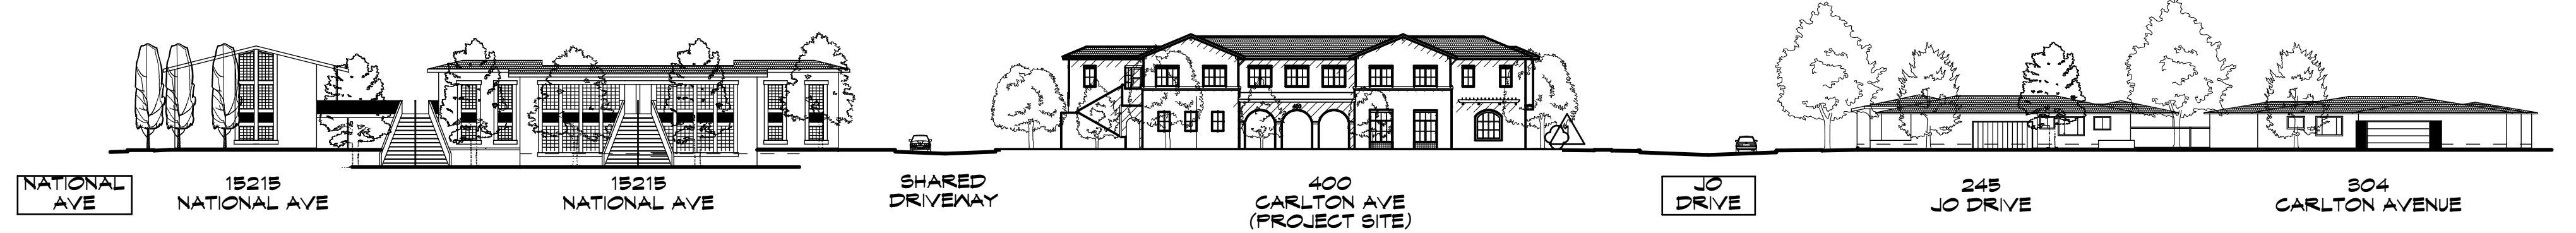 NATIONAL
AVE
15215
NATIONAL AVE
15215
NATIONAL AVE
SHARED
DRIVEWAY
400
CARLTON AVE
(PROJECT SITE)
JO
DRIVE
245
JO DRIVE
304
CARLTON AVENUE